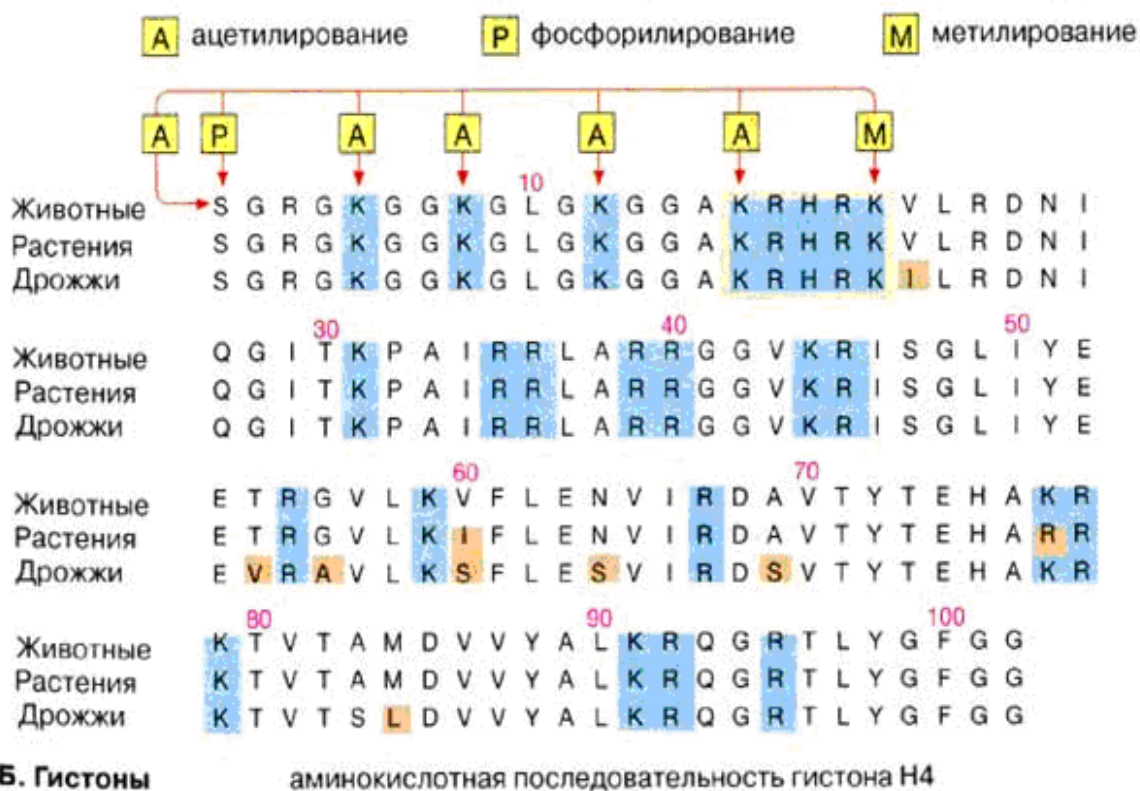 A ацетилирование P фосфорилирование M метилирование
A P A A A A M
10
Животные S G R G K G G K G L G K G G A K R H R K V L R D N I
Растения S G R G K G G K G L G K G G A K R H R K V L R D N I
Дрожжи S G R G K G G K G L G K G G A K R H R K I L R D N I
30 40 50
Животные Q G I T K P A I R R L A R R G G V K R I S G L I Y E
Растения Q G I T K P A I R R L A R R G G V K R I S G L I Y E
Дрожжи Q G I T K P A I R R L A R R G G V K R I S G L I Y E
60 70
Животные E T R G V L K V F L E N V I R D A V T Y T E H A K R
Растения E T R G V L K I F L E N V I R D A V T Y T E H A R R
Дрожжи E V R A V L K S F L E S V I R D S V T Y T E H A K R
80 90 100
Животные K T V T A M D V V Y A L K R Q G R T L Y G F G G
Растения K T V T A M D V V Y A L K R Q G R T L Y G F G G
Дрожжи K T V T S L D V V Y A L K R Q G R T L Y G F G G
Б. Гистоны аминокислотная последовательность гистона H4